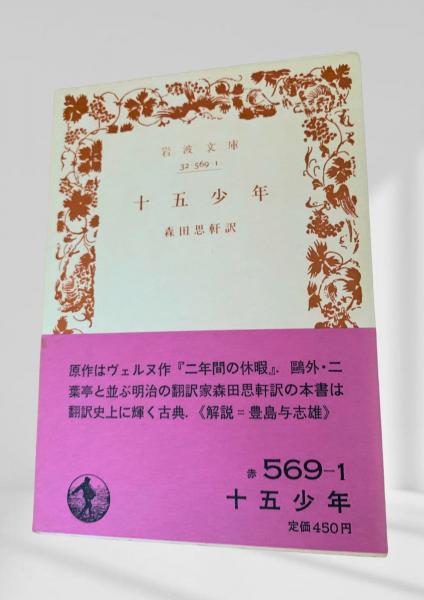 岩波文庫
32-569-1
十五少年
森田思軒訳
原作はヴェルヌ作『二年間の休暇』. 鷗外・二
葉亭と並ぶ明治の翻訳家森田思軒訳の本書は
翻訳史上に輝く古典.《解説=豊島与志雄》
赤 569-1
十五少年
定価450円